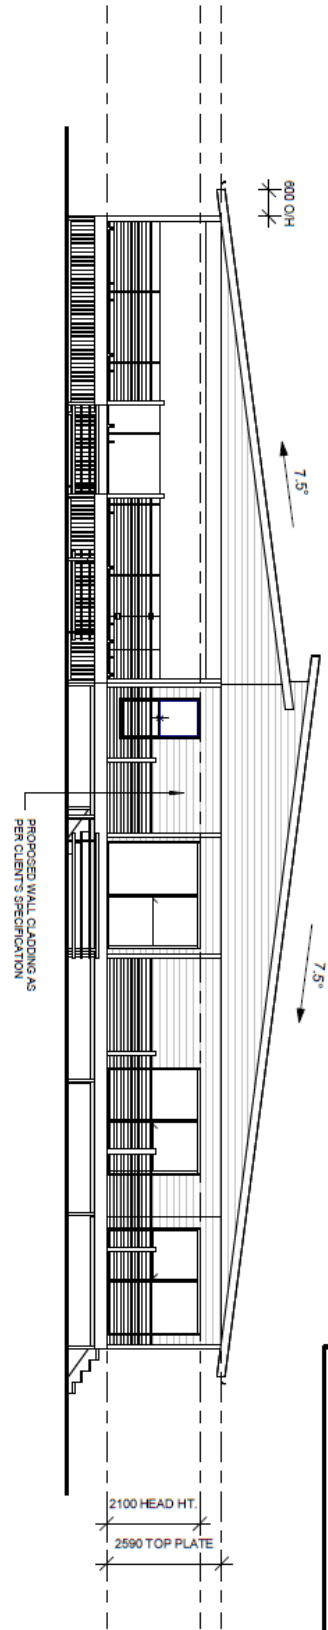 600 O/H
7.5°
7.5°
PROPOSED WALL CLADDING AS
PER CLIENT'S SPECIFICATION
2100 HEAD HT.
2590 TOP PLATE